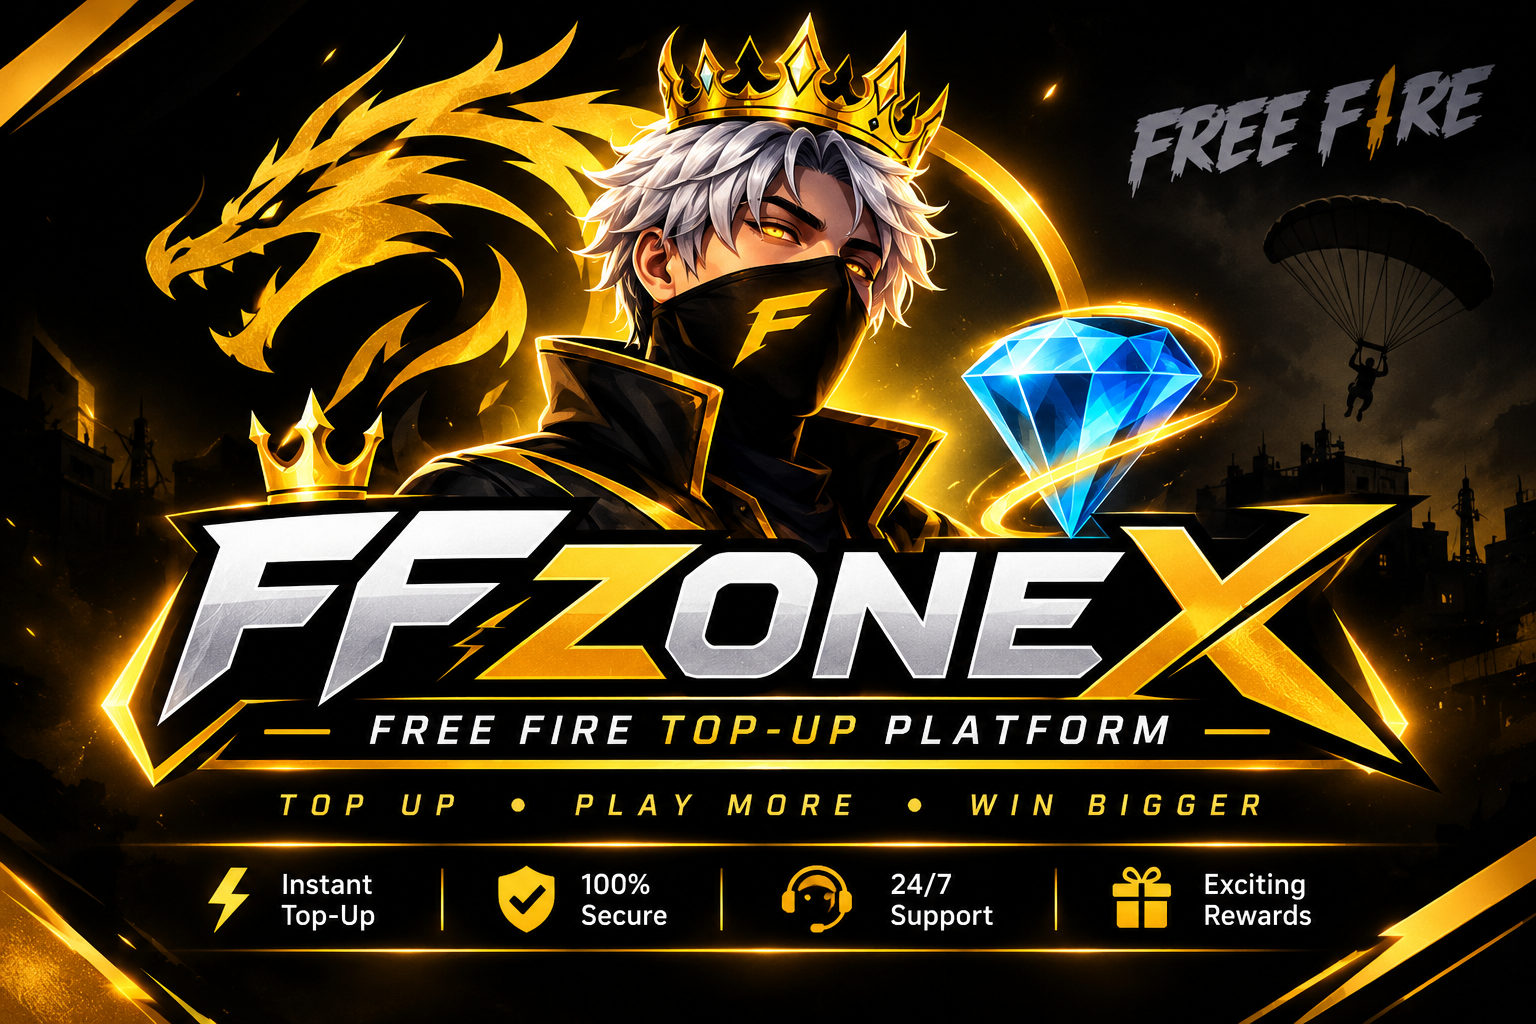 FREE FIRE
F
FFZONEX
FREE FIRE TOP-UP PLATFORM
TOP UP • PLAY MORE • WIN BIGGER
Instant
Top-Up
100%
Secure
24/7
Support
Exciting
Rewards